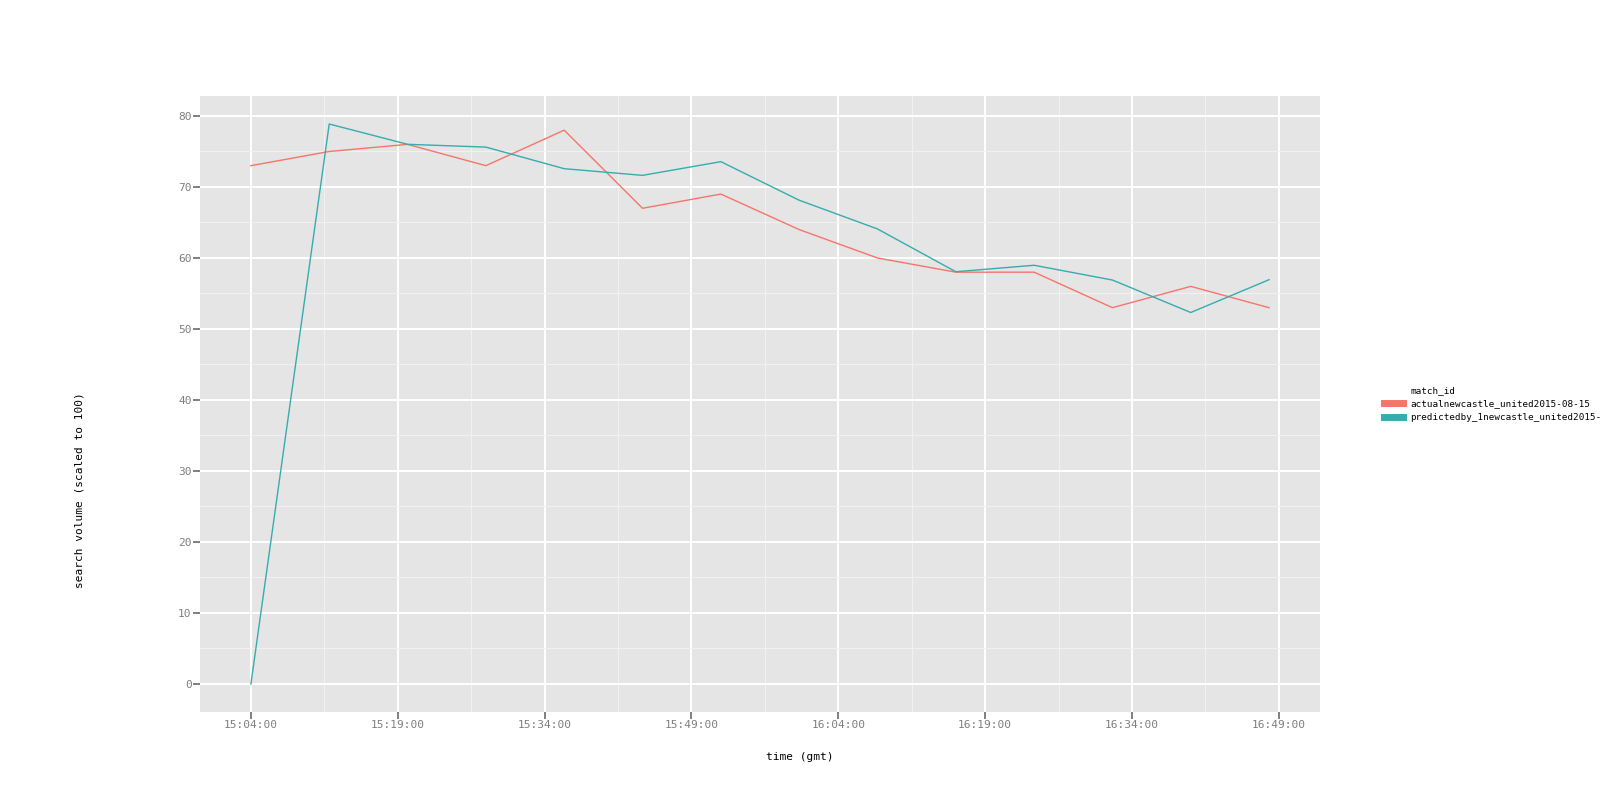 80
70
60
50
40
30
20
10
0
search volume (scaled to 100)
15:04:00 15:19:00 15:34:00 15:49:00 16:04:00 16:19:00 16:34:00 16:49:00
time (gmt)
match_id
actualnewcastle_united2015-08-15
predictedby_1newcastle_united2015-